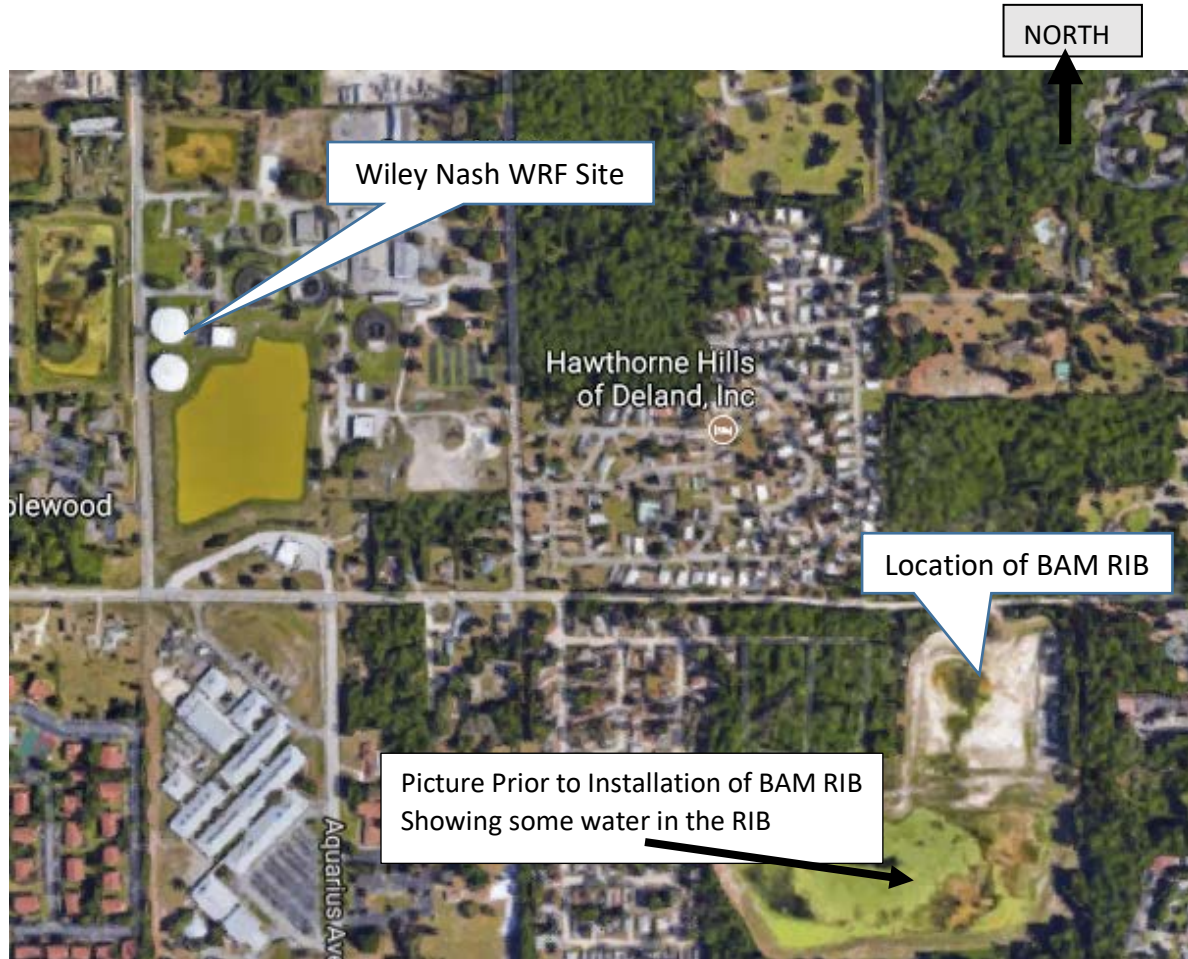 NORTH
Wiley Nash WRF Site
Hawthorne Hills
of Deland, Inc
plewood
Location of BAM RIB
Picture Prior to Installation of BAM RIB
Showing some water in the RIB
Aquarius Av